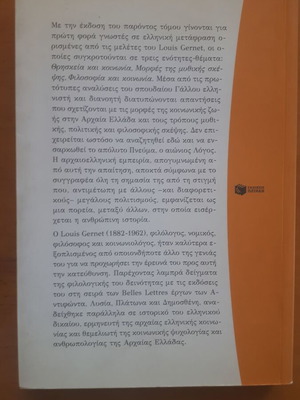 Με την έκδοση του παρόντος τόμου γίνονται για
πρώτη φορά γνωστές σε ελληνική μετάφραση ο-
ρισμένες από τις μελέτες του Louis Gernet, οι
οποίες συγκροτούνται σε τρεις ενότητες-θέματα:
Θρησκεία και κοινωνία, Μορφές της μυθικής σκέ-
ψης, Φιλοσοφία και κοινωνία. Μέσα από τις πρω-
τότυπες αναλύσεις του σπουδαίου Γάλλου ελλη-
νιστή και διανοητή διατυπώνονται απαντήσεις
που σχετίζονται με τις μορφές της κοινωνικής ζω-
ής στην Αρχαία Ελλάδα και τους τρόπους μυθι-
κής, πολιτικής και φιλοσοφικής σκέψης. Δεν επι-
χειρείται ωστόσο να αναζητηθεί εδώ και να εν-
σαρκωθεί το απόλυτο Πνεύμα, ο αιώνιος Λόγος.
Η αρχαιοελληνική εμπειρία, απογυμνωμένη α-
πό αυτή την απαίτηση, αποκτά σύμφωνα με το
συγγραφέα όλη τη σημασία της από τη στιγμή
που, αντιμέτωπη με άλλους –και διαφορετι-
κούς– μεγάλους πολιτισμούς, εμφανίζεται ως
μια πορεία, μεταξύ άλλων, στην οποία εισέρ-
χεται η ανθρώπινη ιστορία.
Ο Louis Gernet (1882-1962), φιλόλογος, νομικός,
φιλόσοφος και κοινωνιολόγος, ήταν καλύτερα ε-
ξοπλισμένος από οποιονδήποτε άλλο της γενιάς
του για να προχωρήσει την έρευνά του προς αυτή
την κατεύθυνση. Παρέχοντας λαμπρά δείγματα
της φιλολογικής του δεινότητας με τις εκδόσεις
του στη σειρά των Belles Lettres έργων των Α-
ντιφώντα, Λυσία, Πλάτωνα και Δημοσθένη, ανα-
δείχθηκε παράλληλα σε ιστορικό του ελληνικού
δικαίου, ερμηνευτή της αρχαίας ελληνικής κοινω-
νίας και θεμελιωτή της κοινωνικής ψυχολογίας και
ανθρωπολογίας της Αρχαίας Ελλάδας.